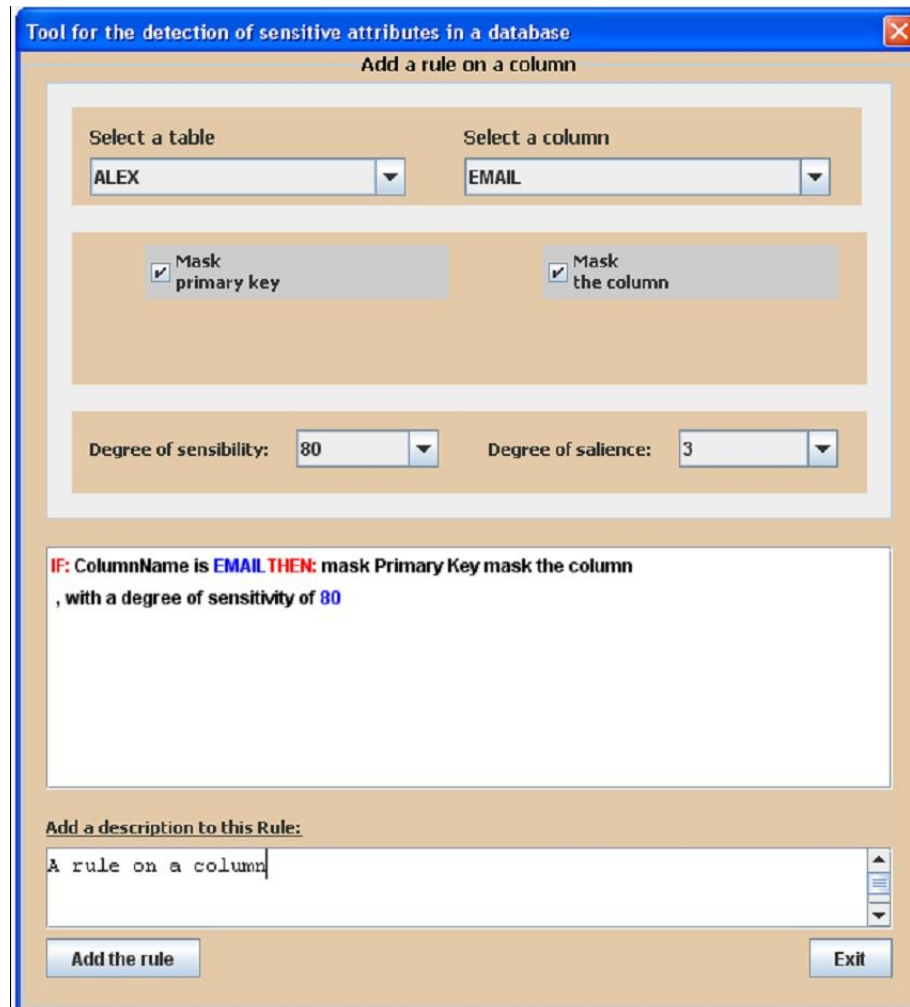 Tool for the detection of sensitive attributes in a database
Add a rule on a column
Select a table
Select a column
ALEX
EMAIL
Mask
primary key
Mask
the column
Degree of sensibility: 80
Degree of salience: 3
IF: ColumnName is EMAILTHEN: mask Primary Key mask the column
, with a degree of sensitivity of 80
Add a description to this Rule:
A rule on a column
Add the rule
Exit